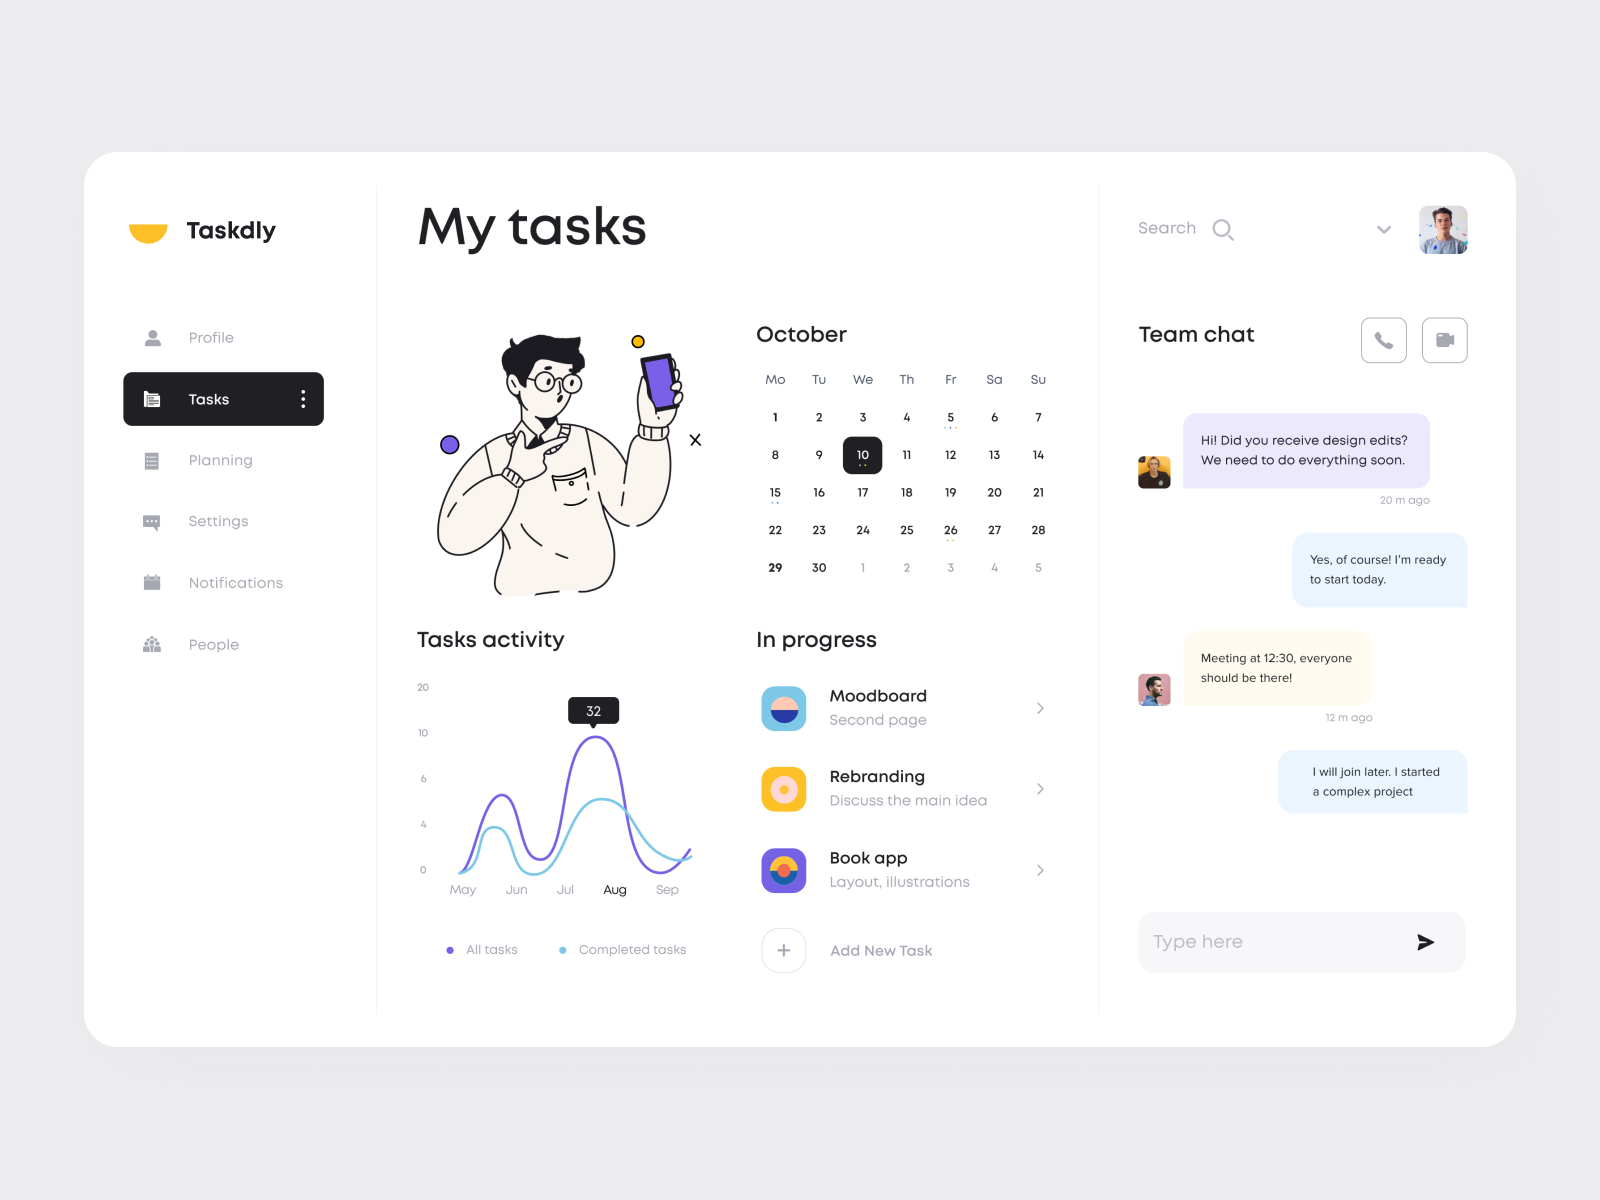 Taskdly
Profile
Tasks
Planning
Settings
Notifications
People
My tasks
October
Mo Tu We Th Fr Sa Su
1 2 3 4 5 6 7
8 9 10 11 12 13 14
15 16 17 18 19 20 21
22 23 24 25 26 27 28
29 30 1 2 3 4 5
Tasks activity
20
10
6
4
0
32
May Jun Jul Aug Sep
All tasks Completed tasks
In progress
Moodboard
Second page
Rebranding
Discuss the main idea
Book app
Layout, illustrations
Add New Task
Search
Team chat
Hi! Did you receive design edits?
We need to do everything soon.
20 m ago
Yes, of course! I'm ready
to start today.
Meeting at 12:30, everyone
should be there!
12 m ago
I will join later. I started
a complex project
Type here